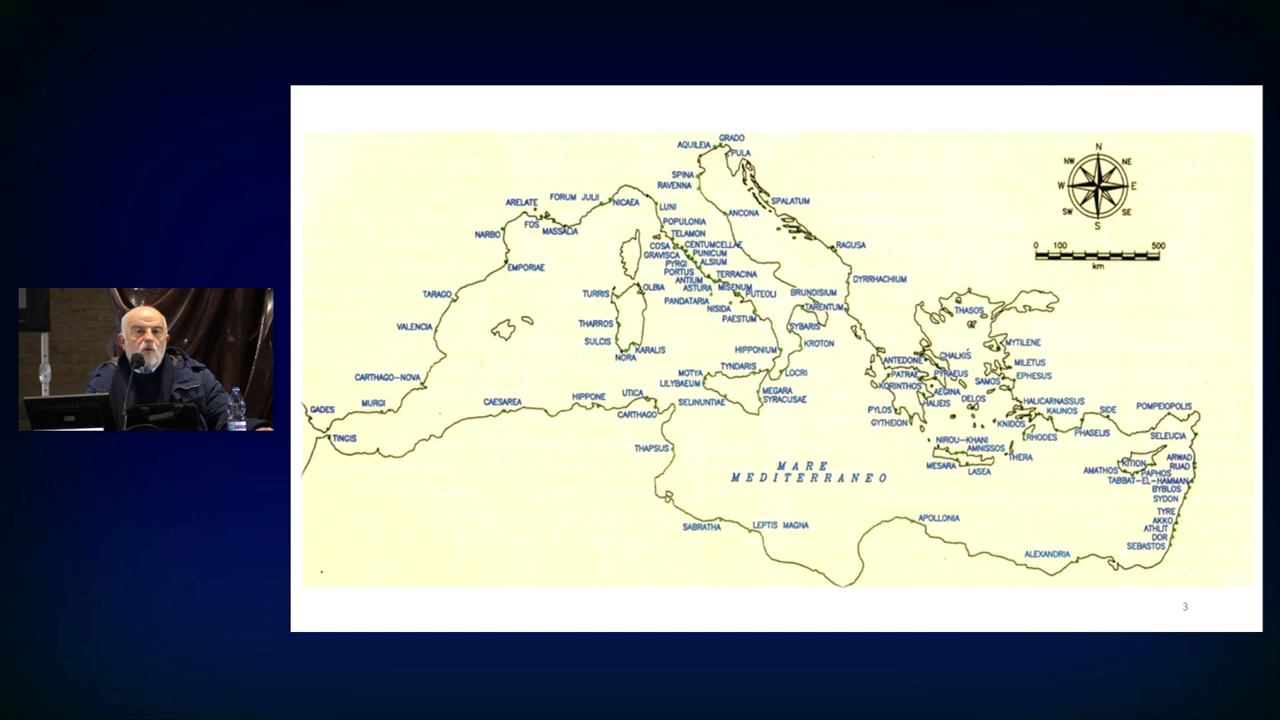 GRADO
AQUILEIA
PULA
SPINA
RAVENNA
ARELATE
FORUM JULII
NICAEA
SPALATUM
LUNI
ANCONA
FOS
MASSALIA
POPULONIA
NARBO
TELAMON
COSA
CENTUMCELLAE
RAGUSA
GRAVISCA
PUNICUM
PYRGI
ALSIUM
EMPORIAE
PORTUS
TERRACINA
ANTIUM
DYRRHACHIUM
OLBIA
ASTURA
MISENUM
TARAGO
TURRIS
PUTEOLI
BRUNDISIUM
PANDATARIA
NISIDA
TARENTUM
THASOS
VALENCIA
THARROS
PAESTUM
SYBARIS
SULCIS
KARALIS
NORA
HIPPONIUM
KROTON
MYTILENE
CHALKIS
ANTEDONE
MILETUS
CARTHAGO-NOVA
MOTYA
TYNDARIS
LOCRI
PATRAE
PYRAEUS
EPHESUS
LILYBAEUM
KORINTHOS
SAMOS
MURGI
CAESAREA
HIPPONE
UTICA
SELINUNTIAE
MEGARA
SYRACUSAE
AEGINA
DELOS
HALIEIS
HALICARNASSUS
GADES
CARTHAGO
PYLOS
KAUNOS
SIDE
POMPEIOPOLIS
GYTHEION
KNIDOS
TINGIS
PHASELIS
SELEUCIA
RHODES
NIROU-KHANI
AMNISSOS
THAPSUS
THERA
MESARA
LASEA
KITION
ARWAD
RUAD
AMATHOS
PAPHOS
TABBAT-EL-HAMMAN
BYBLOS
SYDON
TYRE
AKKO
ATHLIT
DOR
SEBASTOS
MARE
MEDITERRANEO
SABRATHA
LEPTIS MAGNA
APOLLONIA
ALEXANDRIA
N
NW
NE
W
E
SW
SE
S
0 100 500
km
3